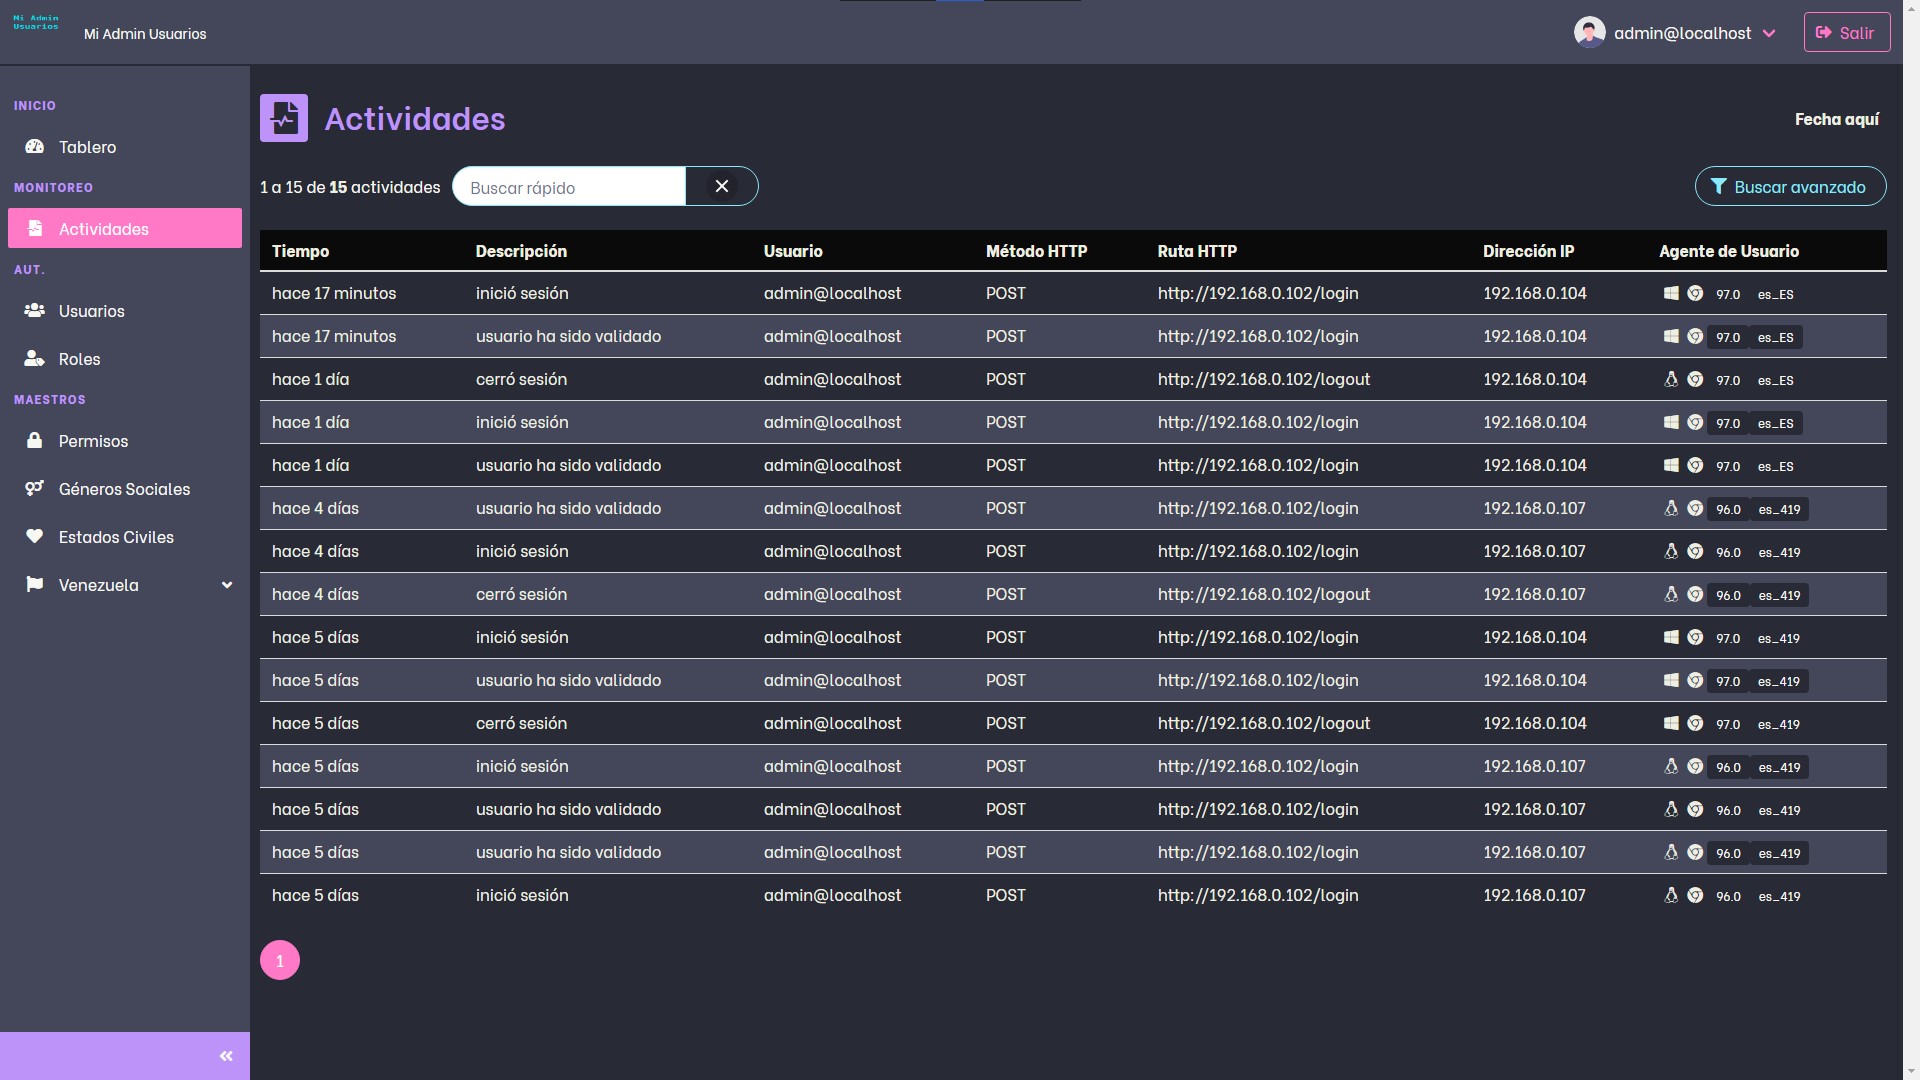 Mi Admin
Usuarios
Mi Admin Usuarios
admin@localhost
Salir
INICIO
Tablero
MONITOREO
Actividades
AUT.
Usuarios
Roles
MAESTROS
Permisos
Géneros Sociales
Estados Civiles
Venezuela
Actividades
Fecha aquí
1 a 15 de 15 actividades Buscar rápido Buscar avanzado
Tiempo Descripción Usuario Método HTTP Ruta HTTP Dirección IP Agente de Usuario
hace 17 minutos inició sesión admin@localhost POST http://192.168.0.102/login 192.168.0.104 97.0 es_ES
hace 17 minutos usuario ha sido validado admin@localhost POST http://192.168.0.102/login 192.168.0.104 97.0 es_ES
hace 1 día cerró sesión admin@localhost POST http://192.168.0.102/logout 192.168.0.104 97.0 es_ES
hace 1 día inició sesión admin@localhost POST http://192.168.0.102/login 192.168.0.104 97.0 es_ES
hace 1 día usuario ha sido validado admin@localhost POST http://192.168.0.102/login 192.168.0.104 97.0 es_ES
hace 4 días usuario ha sido validado admin@localhost POST http://192.168.0.102/login 192.168.0.107 96.0 es_419
hace 4 días inició sesión admin@localhost POST http://192.168.0.102/login 192.168.0.107 96.0 es_419
hace 4 días cerró sesión admin@localhost POST http://192.168.0.102/logout 192.168.0.107 96.0 es_419
hace 5 días inició sesión admin@localhost POST http://192.168.0.102/login 192.168.0.104 97.0 es_419
hace 5 días usuario ha sido validado admin@localhost POST http://192.168.0.102/login 192.168.0.104 97.0 es_419
hace 5 días cerró sesión admin@localhost POST http://192.168.0.102/logout 192.168.0.104 97.0 es_419
hace 5 días inició sesión admin@localhost POST http://192.168.0.102/login 192.168.0.107 96.0 es_419
hace 5 días usuario ha sido validado admin@localhost POST http://192.168.0.102/login 192.168.0.107 96.0 es_419
hace 5 días usuario ha sido validado admin@localhost POST http://192.168.0.102/login 192.168.0.107 96.0 es_419
hace 5 días inició sesión admin@localhost POST http://192.168.0.102/login 192.168.0.107 96.0 es_419
1